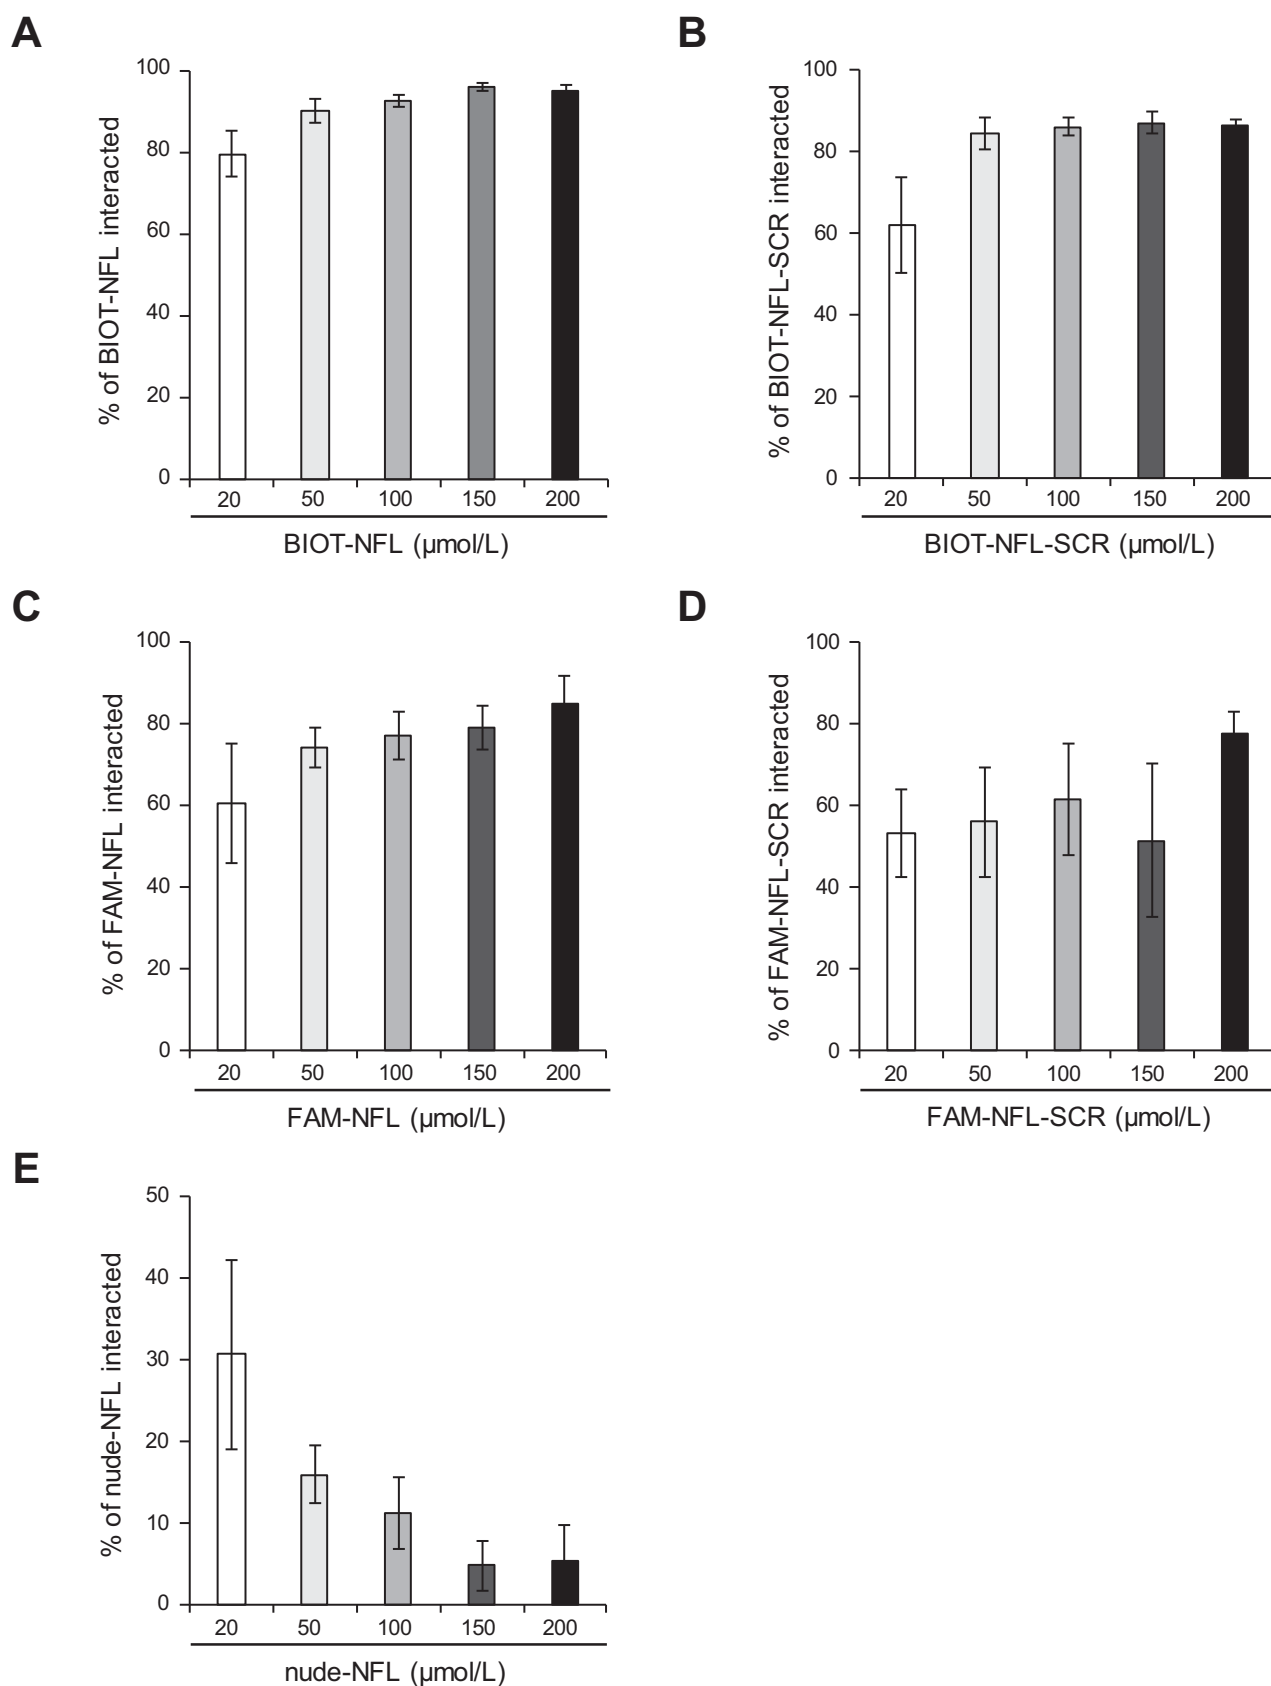 A
% of BIOT-NFL interacted
100
80
60
40
20
0
20 50 100 150 200
BIOT-NFL (µmol/L)
B
% of BIOT-NFL-SCR interacted
100
80
60
40
20
0
20 50 100 150 200
BIOT-NFL-SCR (µmol/L)
C
% of FAM-NFL interacted
100
80
60
40
20
0
20 50 100 150 200
FAM-NFL (µmol/L)
D
% of FAM-NFL-SCR interacted
100
80
60
40
20
0
20 50 100 150 200
FAM-NFL-SCR (µmol/L)
E
% of nude-NFL interacted
50
40
30
20
10
0
20 50 100 150 200
nude-NFL (µmol/L)